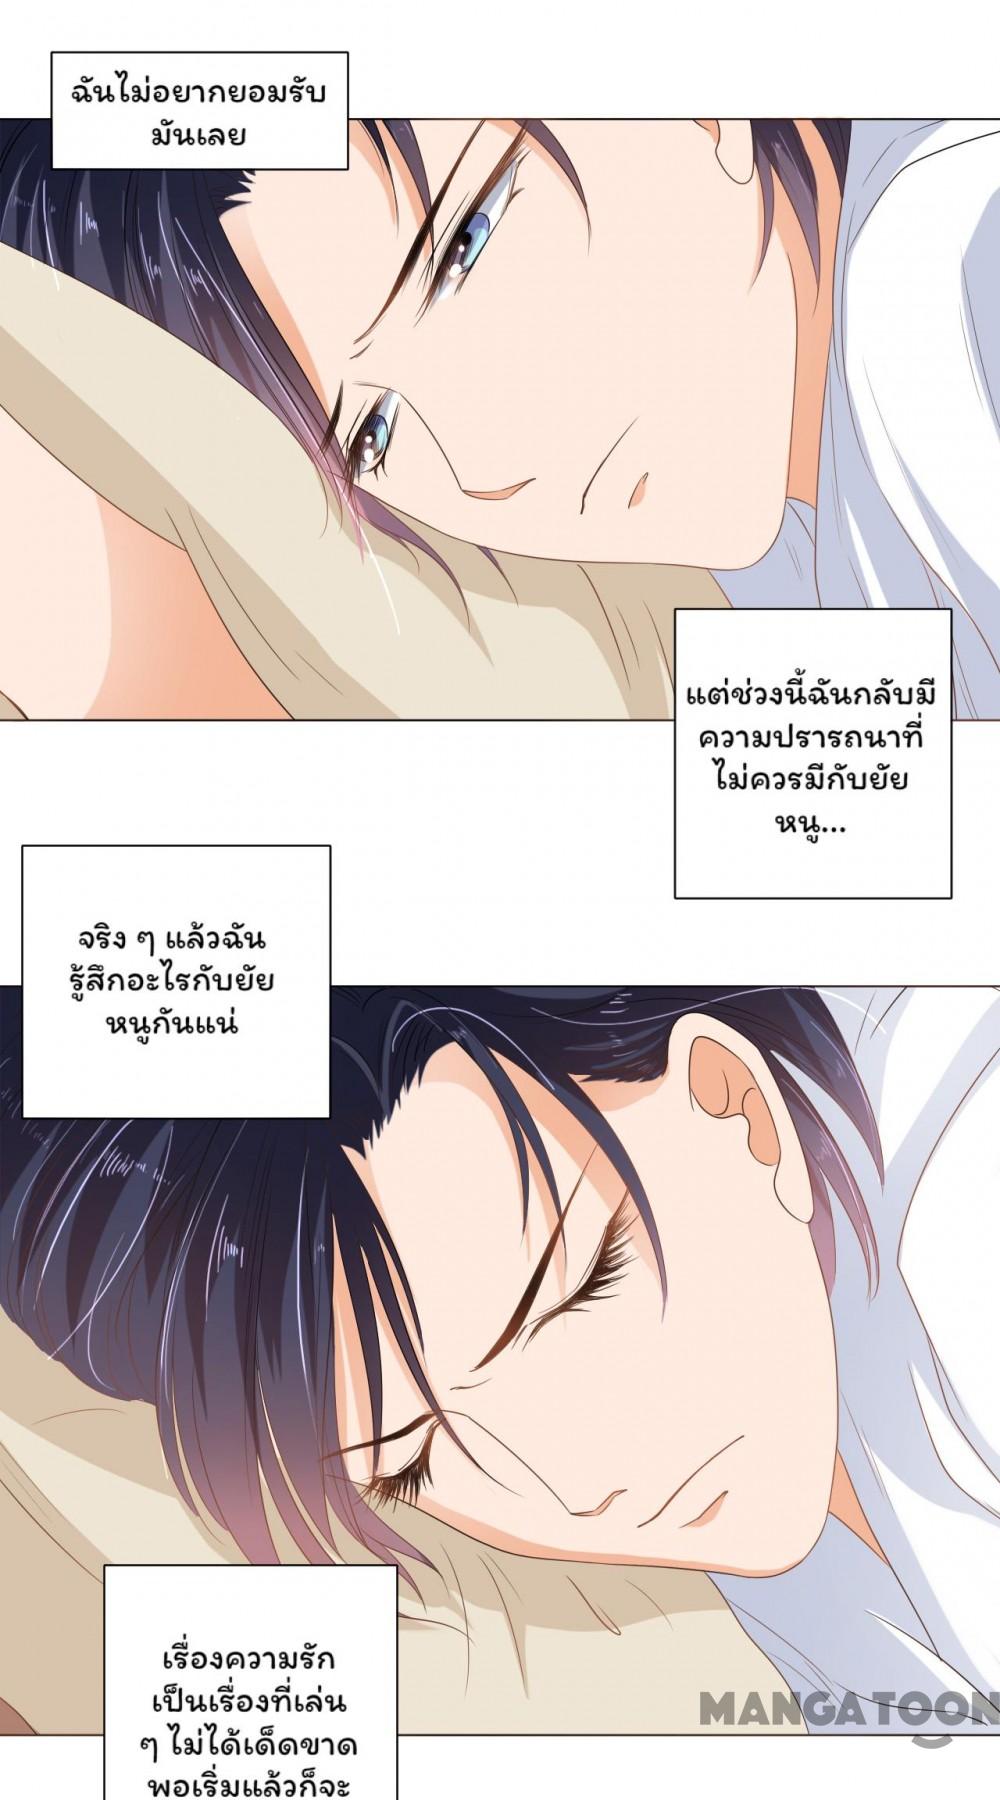 ฉันไม่อยากยอมรับ
มันเลย
แต่ช่วงนี้ฉันกลับมี
ความปรารถนาที่
ไม่ควรมีกับยัย
หนู...
จริง ๆ แล้วฉัน
รู้สึกอะไรกับยัย
หนูกันแน่
เรื่องความรัก
เป็นเรื่องที่เล่น
ๆ ไม่ได้เด็ดขาด
พอเริ่มแล้วก็จะ
MANGATOON